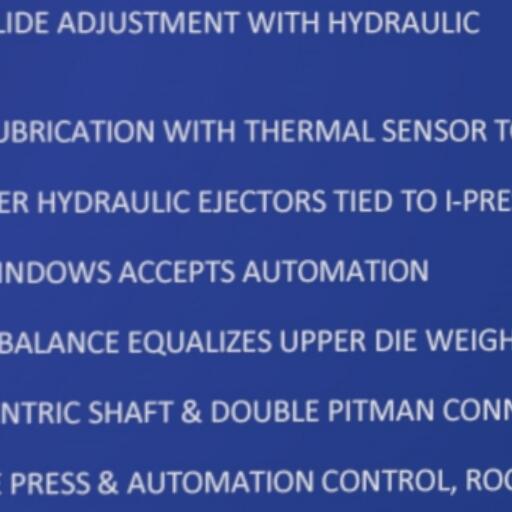 LIDE ADJUSTMENT WITH HYDRAULIC
UBRICATION WITH THERMAL SENSOR TO
ER HYDRAULIC EJECTORS TIED TO I-PRE
INDOWS ACCEPTS AUTOMATION
BALANCE EQUALIZES UPPER DIE WEIGH
NTRIC SHAFT & DOUBLE PITMAN CONN
E PRESS & AUTOMATION CONTROL, ROC